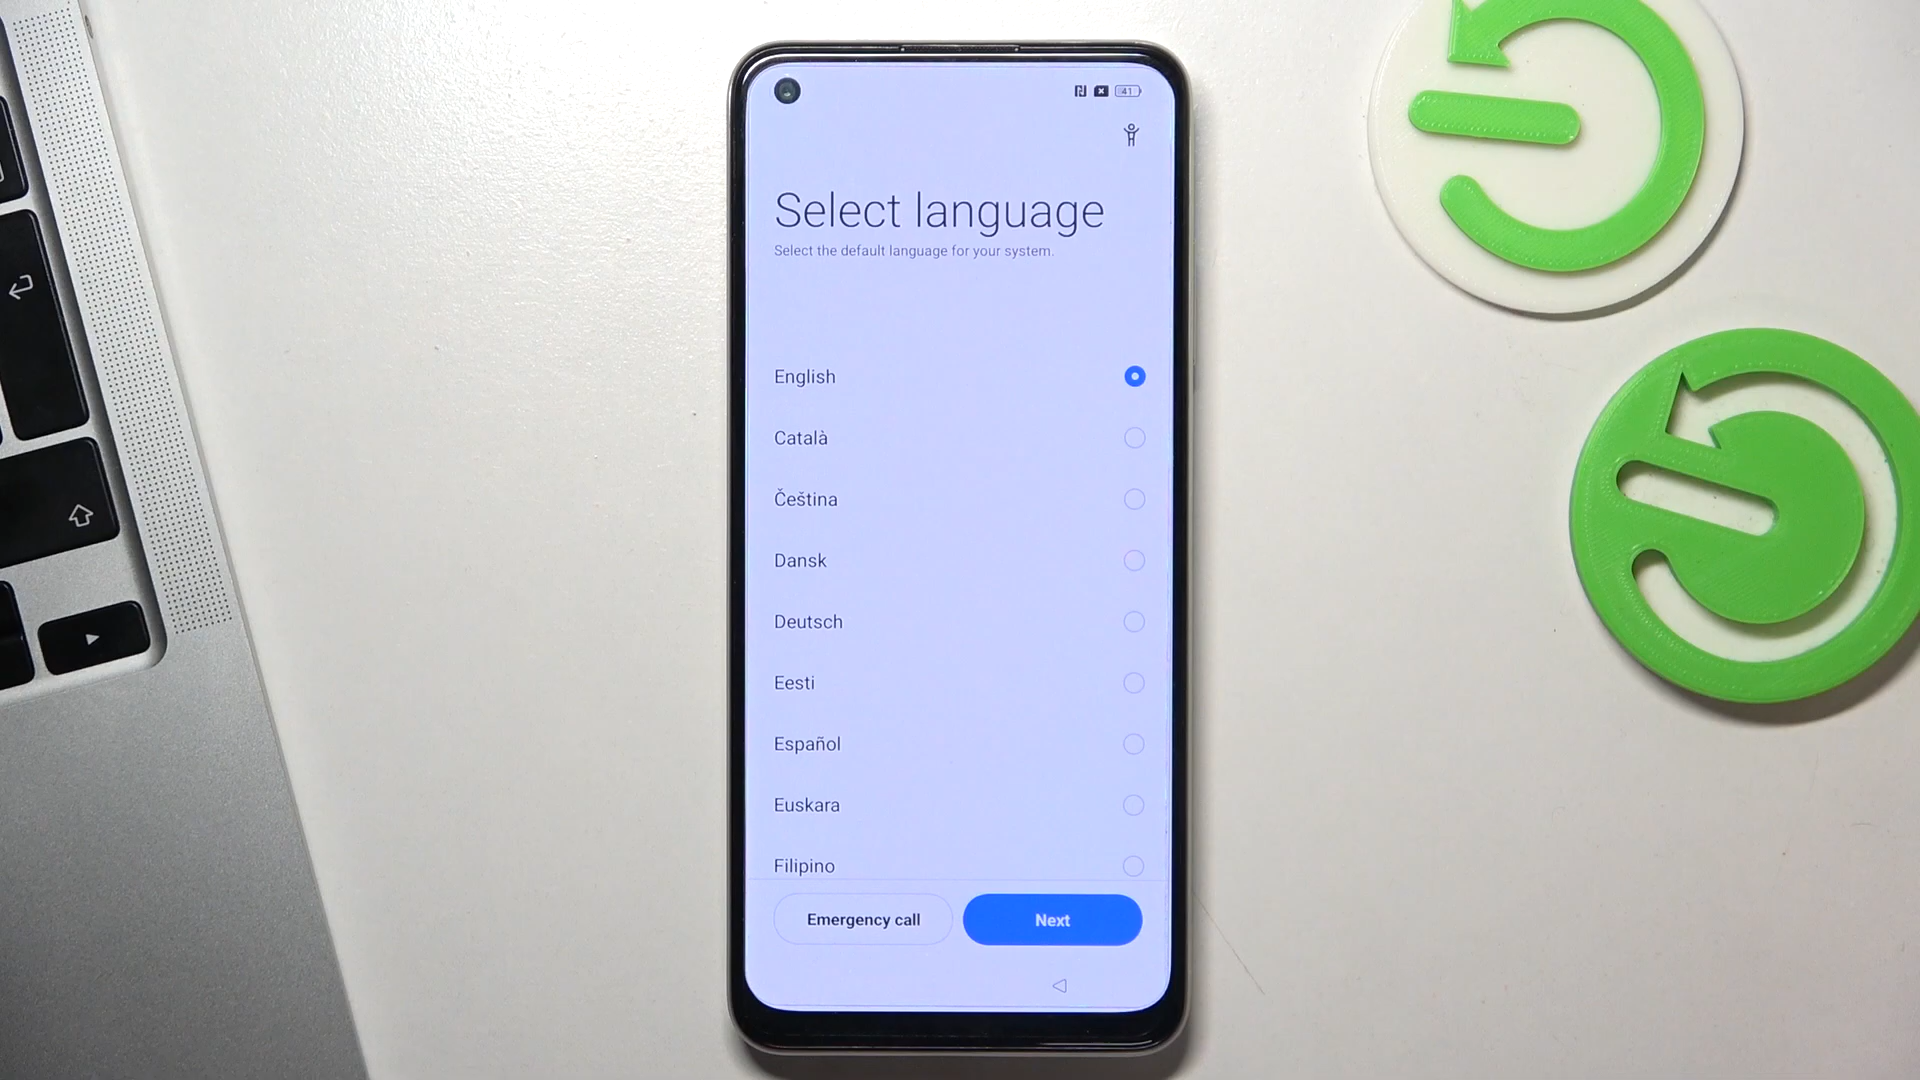 41
Select language
Select the default language for your system.
English
Català
Čeština
Dansk
Deutsch
Eesti
Español
Euskara
Filipino
Emergency call
Next